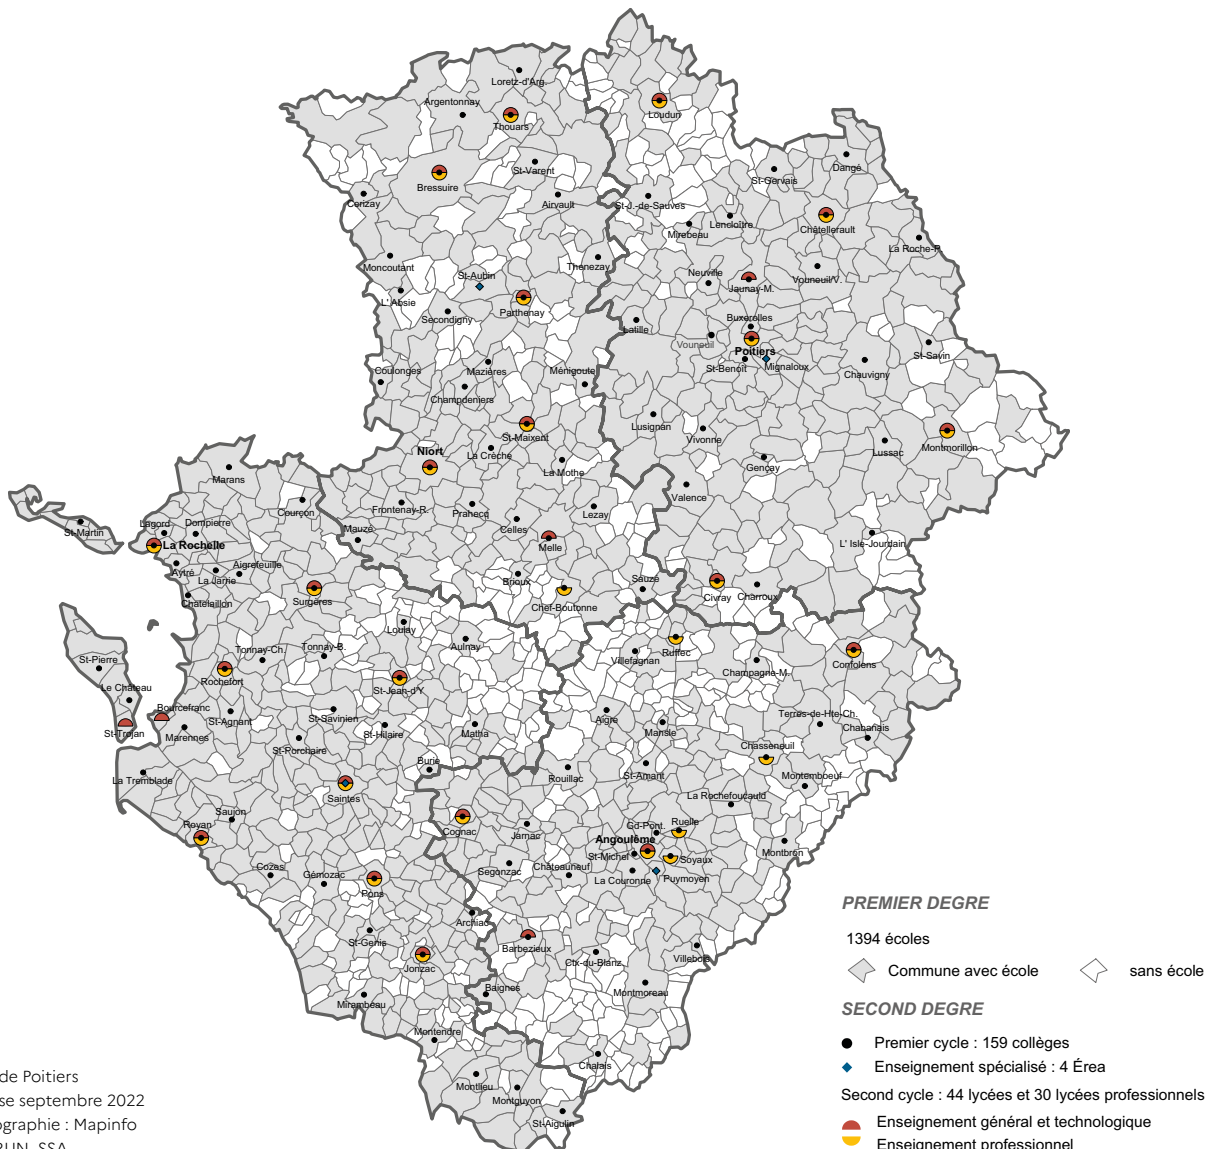 Loretz-d'Arg.
Argentonnay
Thouars
Loudun
St-Varent
Bressuire
Cerizay
Airvault
St-J.-de-Sauves
St-Gervais
Dangé
Lencloître
Mirebeau
Châtellerault
La Roche-P.
Moncoutant
St-Aubin
Thenezay
Neuville
Jaunay-M.
Vouneuil/V.
L' Absie
Secondigny
Parthenay
Latille
Buxerolles
Vouneuil
Poitiers
St-Benoît
Mignaloux
St-Savin
Chauvigny
Coulonges
Mazières
Ménigoute
Champdeniers
Lusignan
Vivonne
Montmorillon
Lussac
St-Maixent
Niort
La Crèche
La Mothe
Gençay
Valence
Marans
Courçon
Frontenay-R.
Prahecq
Lezay
Celles
St-Martin
Lagord
Dompierre
La Rochelle
Mauzé
Melle
L' Isle-Jourdain
Aytré
La Jarrie
Aigrefeuille
Chatelaillon
Surgères
Brioux
Chef-Boutonne
Sauzé
Civray
Charroux
Loulay
Aulnay
Tonnay-Ch.
Tonnay-B.
Villefagnan
Ruffec
Champagne-M.
Confolens
St-Pierre
Rochefort
St-Jean-d'Y
Le Château
Bourcefranc
St-Trojan
Marennes
St-Agnant
St-Savinien
St-Hilaire
Matha
Aigre
Mansle
Terres-de-Hte-Ch.
Chabanais
St-Porchaire
Burie
Chasseneuil
La Tremblade
Saintes
Rouillac
St-Amant
Montemboeuf
La Rochefoucauld
Saujon
Royan
Cognac
Jarnac
Gd-Pont.
Ruelle
Angoulême
St-Michel
Soyaux
Montbron
Cozes
Gémozac
Pons
Segonzac
Châteauneuf
La Couronne
Puymoyen
Archiac
St-Genis
Jonzac
Barbezieux
Ctx-du-Blanz.
Villebois
Mirambeau
Baignes
Montmoreau
Montendre
Chalais
Montlieu
Montguyon
St-Aigulin
PREMIER DEGRE
1394 écoles
Commune avec école
sans école
SECOND DEGRE
Premier cycle : 159 collèges
Enseignement spécialisé : 4 Érea
Second cycle : 44 lycées et 30 lycées professionnels
Enseignement général et technologique
Enseignement professionnel
de Poitiers
se septembre 2022
ographie : Mapinfo